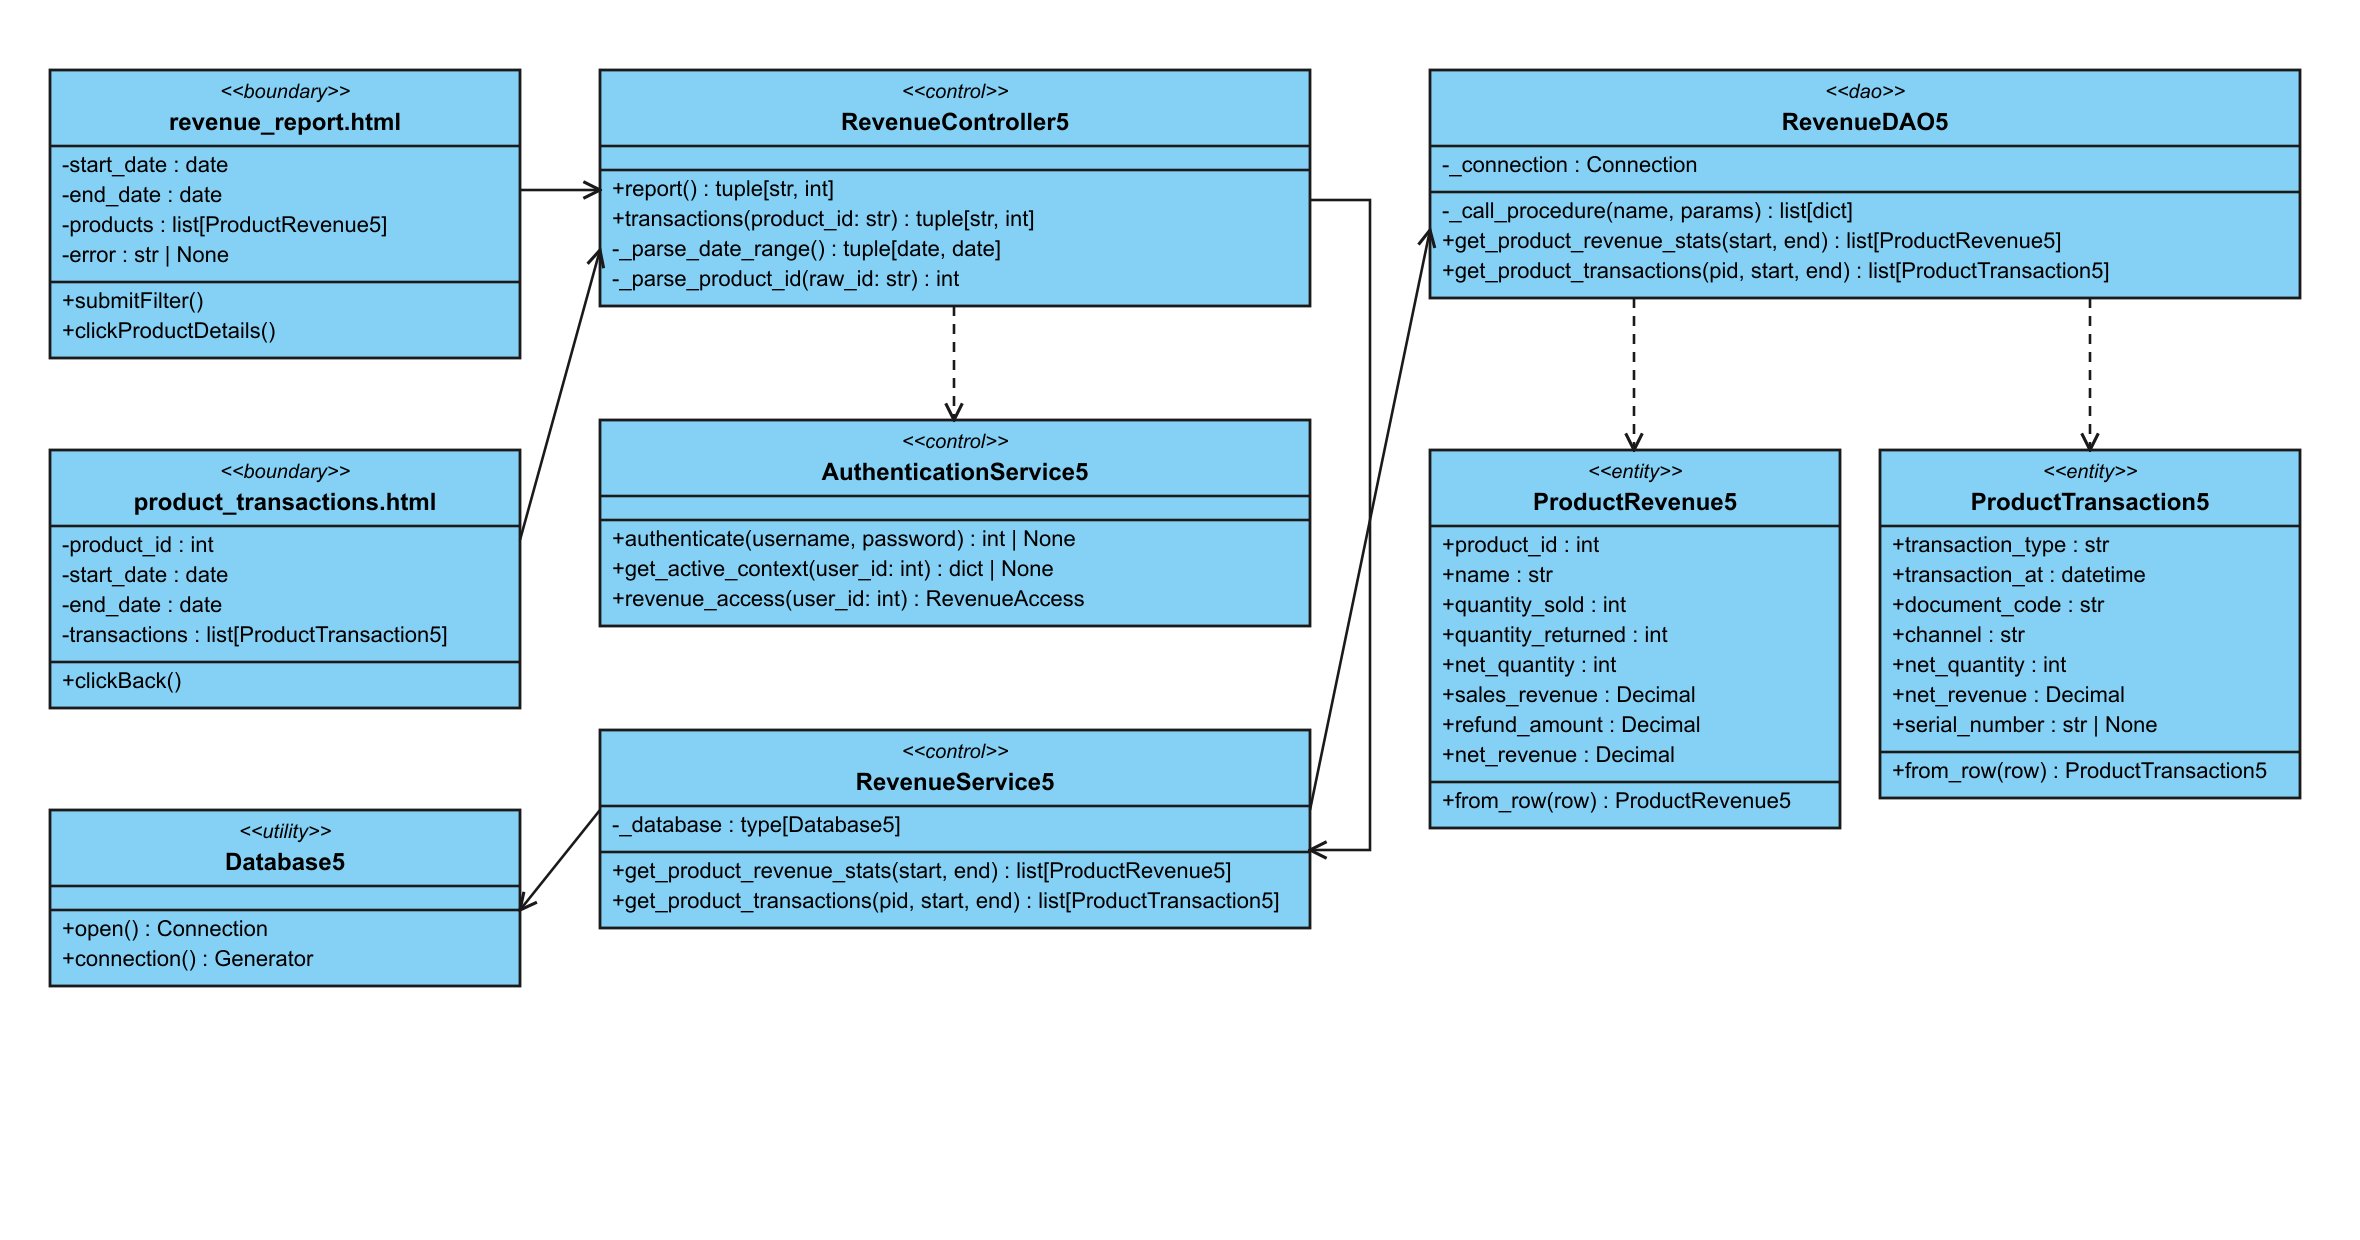 <<boundary>>
revenue_report.html
-start_date : date
-end_date : date
-products : list[ProductRevenue5]
-error : str | None
+submitFilter()
+clickProductDetails()
<<control>>
RevenueController5
+report() : tuple[str, int]
+transactions(product_id: str) : tuple[str, int]
-_parse_date_range() : tuple[date, date]
-_parse_product_id(raw_id: str) : int
<<dao>>
RevenueDAO5
-_connection : Connection
-_call_procedure(name, params) : list[dict]
+get_product_revenue_stats(start, end) : list[ProductRevenue5]
+get_product_transactions(pid, start, end) : list[ProductTransaction5]
<<boundary>>
product_transactions.html
-product_id : int
-start_date : date
-end_date : date
-transactions : list[ProductTransaction5]
+clickBack()
<<control>>
AuthenticationService5
+authenticate(username, password) : int | None
+get_active_context(user_id: int) : dict | None
+revenue_access(user_id: int) : RevenueAccess
<<entity>>
ProductRevenue5
+product_id : int
+name : str
+quantity_sold : int
+quantity_returned : int
+net_quantity : int
+sales_revenue : Decimal
+refund_amount : Decimal
+net_revenue : Decimal
+from_row(row) : ProductRevenue5
<<entity>>
ProductTransaction5
+transaction_type : str
+transaction_at : datetime
+document_code : str
+channel : str
+net_quantity : int
+net_revenue : Decimal
+serial_number : str | None
+from_row(row) : ProductTransaction5
<<utility>>
Database5
+open() : Connection
+connection() : Generator
<<control>>
RevenueService5
-_database : type[Database5]
+get_product_revenue_stats(start, end) : list[ProductRevenue5]
+get_product_transactions(pid, start, end) : list[ProductTransaction5]